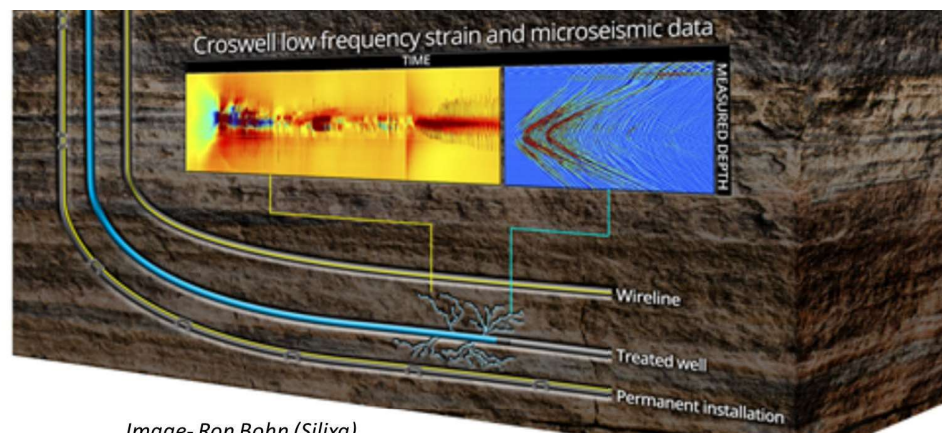 Croswell low frequency strain and microseismic data
TIME
MEASURED DEPTH
Wireline
Treated well
Permanent installation
Image- Ron Bohn (Silixa)